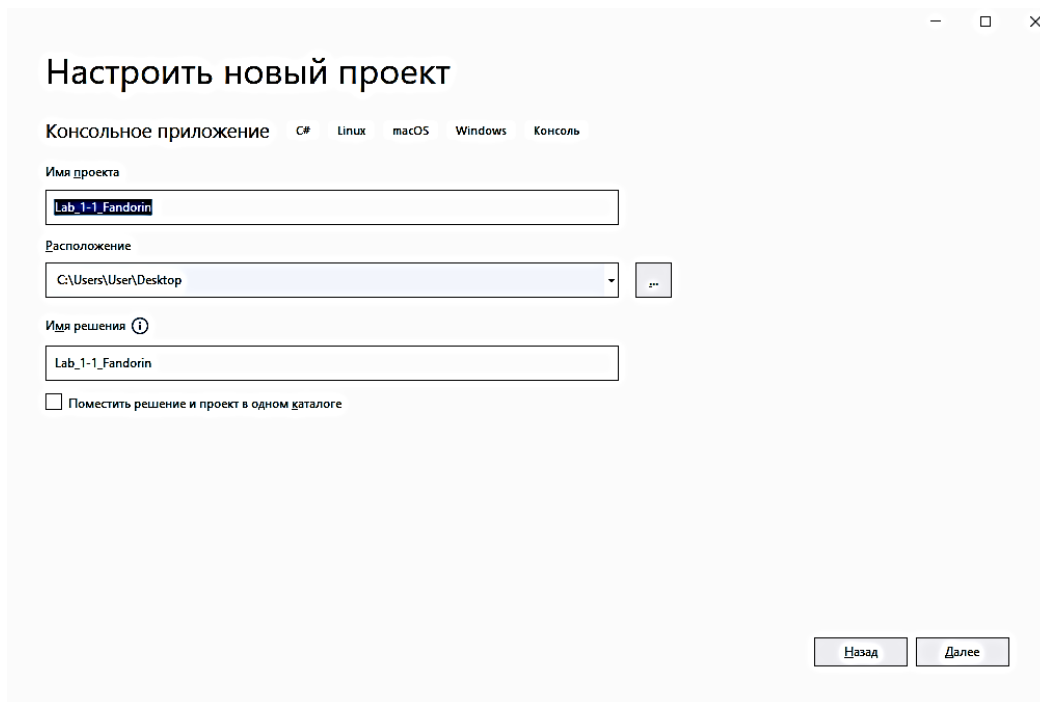 Настроить новый проект
Консольное приложение C# Linux macOS Windows Консоль
Имя проекта
Lab_1-1_Fandorin
Расположение
C:\Users\User\Desktop
...
Имя решения
Lab_1-1_Fandorin
Поместить решение и проект в одном каталоге
Назад Далее